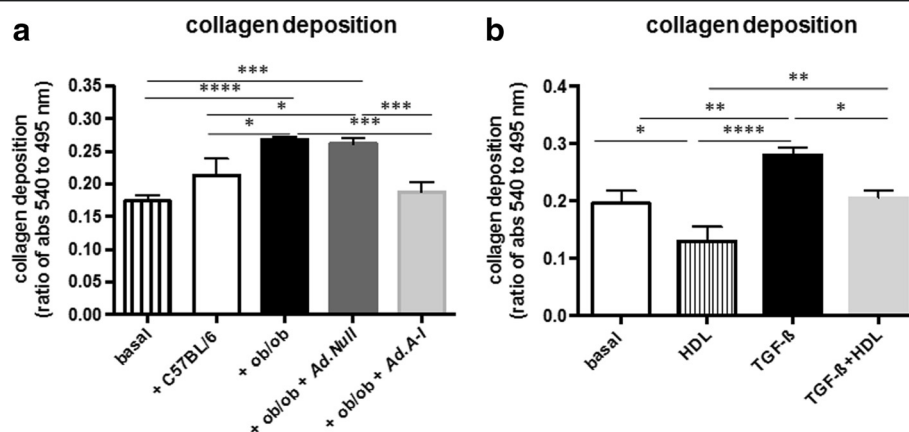 a
collagen deposition
collagen deposition
(ratio of abs 540 to 495 nm)
0.35
0.30
0.25
0.20
0.15
0.10
0.05
0.00
***
****
*
***
*
***
basal
+ C57BL/6
+ ob/ob
+ ob/ob + Ad.Null
+ ob/ob + Ad.A-I
b
collagen deposition
collagen deposition
(ratio of abs 540 to 495 nm)
0.4
0.3
0.2
0.1
0.0
**
**
*
*
****
basal
HDL
TGF-ß
TGF-ß+HDL